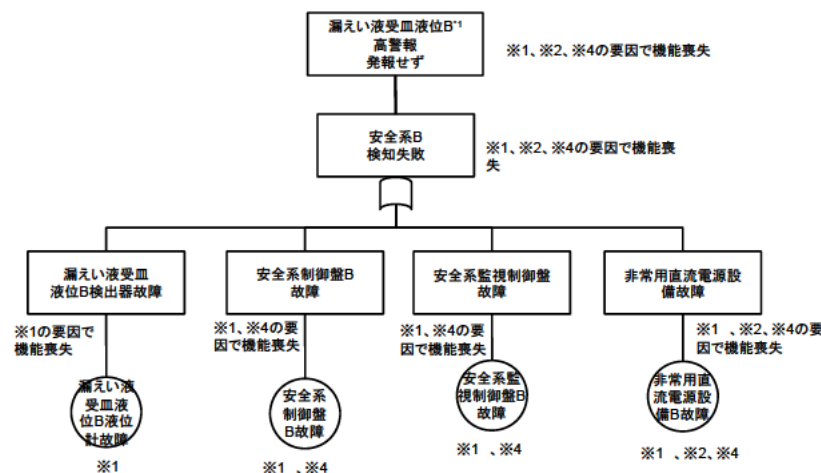 漏えい液受皿液位B*1
高警報
発報せず
※1、※2、※4の要因で機能喪失
安全系B
検知失敗
※1、※2、※4の要因で機能喪
失
漏えい液受皿
液位B検出器故障
安全系制御盤B
故障
安全系監視制御盤
故障
非常用直流電源設
備故障
※1の要因で
機能喪失
※1、※4の要
因で機能喪失
※1、※4の要
因で機能喪失
※1 、※2、※4の要
因で機能喪失
漏えい液
受皿液
位B液位
計故障
安全系
制御盤
B故障
安全系監
視制御盤B
故障
非常用直
流電源設
備B故障
※1
※1 、※4
※1 、※4
※1 、※2、※4